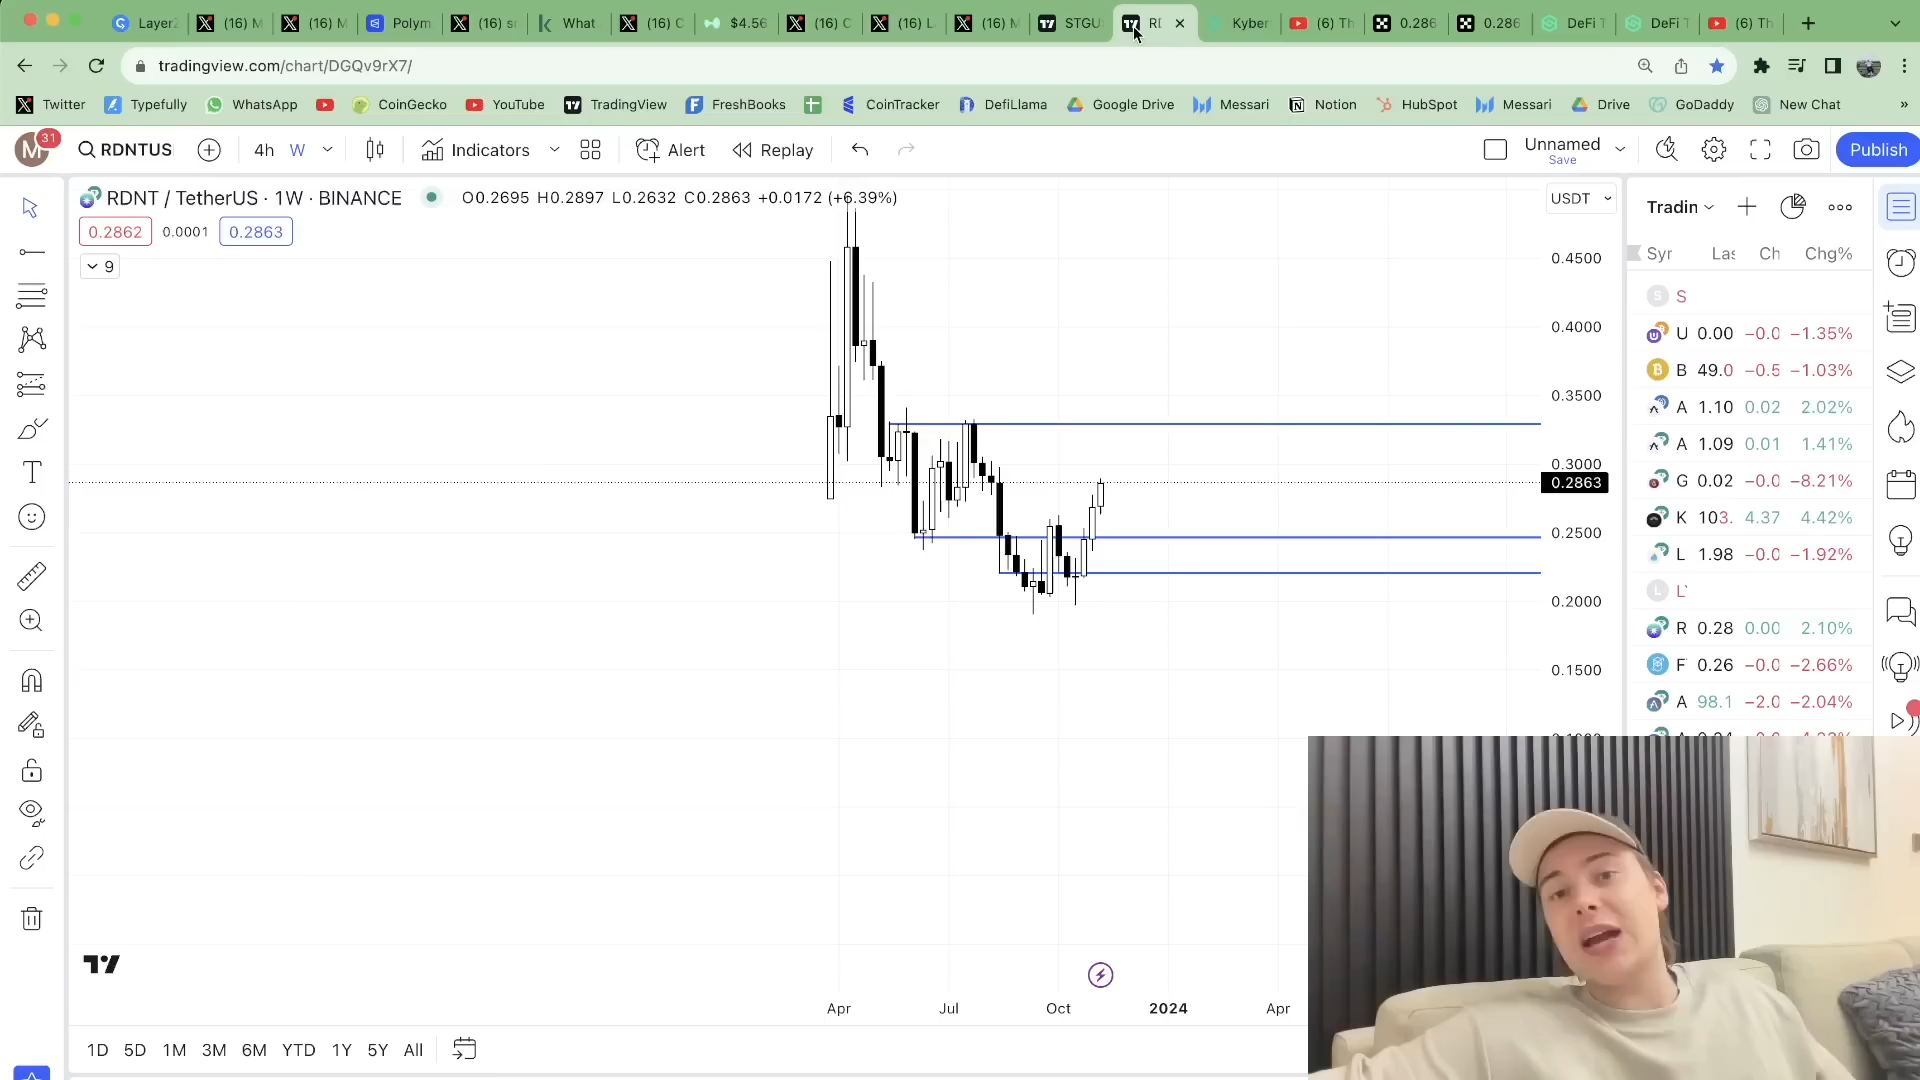 LayerZ
(16) M
(16) M
Polym
(16) s
What
(16) C
$4.56
(16) C
(16) L
(16) M
STGU
RD
Kyber
(6) Th
0.286
0.286
DeFi T
DeFi T
(6) Th
tradingview.com/chart/DGQv9rX7/
Twitter
Typefully
WhatsApp
CoinGecko
YouTube
TradingView
FreshBooks
CoinTracker
DefiLlama
Google Drive
Messari
Notion
HubSpot
Messari
Drive
GoDaddy
New Chat
»
M
31
RDNTUS
4h
W
Indicators
Alert
Replay
Unnamed
Save
Publish
RDNT / TetherUS · 1W · BINANCE
O0.2695 H0.2897 L0.2632 C0.2863 +0.0172 (+6.39%)
0.2862
0.0001
0.2863
9
USDT
0.4500
0.4000
0.3500
0.3000
0.2863
0.2500
0.2000
0.1500
Tradin
Syr Las Ch Chg%
S S
U 0.00 −0.0 −1.35%
B 49.0 −0.5 −1.03%
A 1.10 0.02 2.02%
A 1.09 0.01 1.41%
G 0.02 −0.0 −8.21%
K 103. 4.37 4.42%
L 1.98 −0.0 −1.92%
L L
R 0.28 0.00 2.10%
F 0.26 −0.0 −2.66%
A 98.1 −2.0 −2.04%
Apr
Jul
Oct
2024
Apr
1D
5D
1M
3M
6M
YTD
1Y
5Y
All